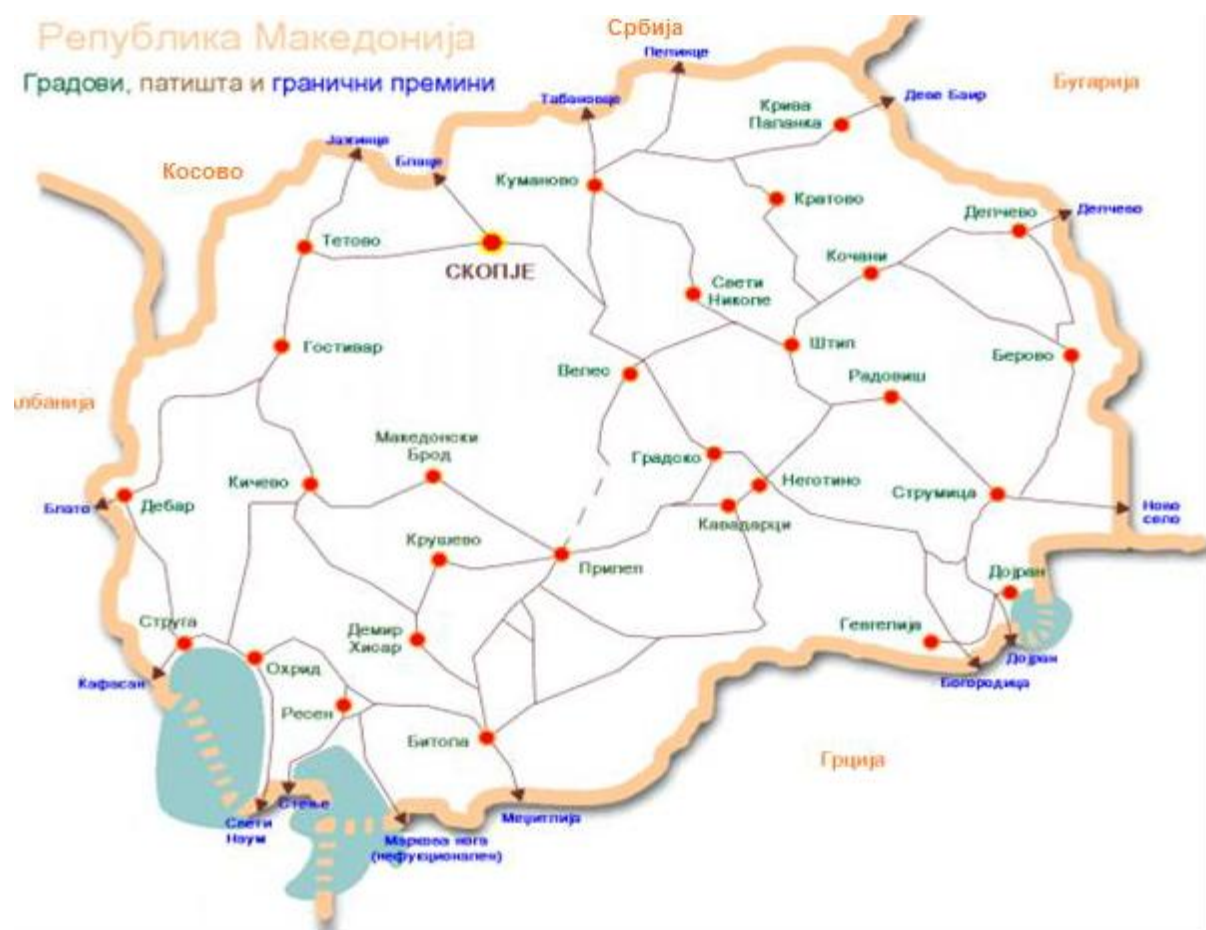 Република Македонија
Градови, патишта и гранични премини
Србија
Бугарија
Косово
лбанија
Грција
Пелинце
Табановце
Деве Баир
Јажинце
Блаце
Крива
Паланка
Куманово
Кратово
Делчево
Делчево
Тетово
СКОПЈЕ
Кочани
Свети
Николе
Гостивар
Штип
Велес
Берово
Радовиш
Македонски
Брод
Градско
Неготино
Кичево
Струмица
Дебар
Блато
Ново
село
Кавадарци
Крушево
Прилеп
Дојран
Струга
Демир
Хисар
Гевгелија
Охрид
Дојран
Кафасан
Богородица
Ресен
Битола
Стење
Свети
Наум
Меџитлија
Маркова нога
(нефукционален)